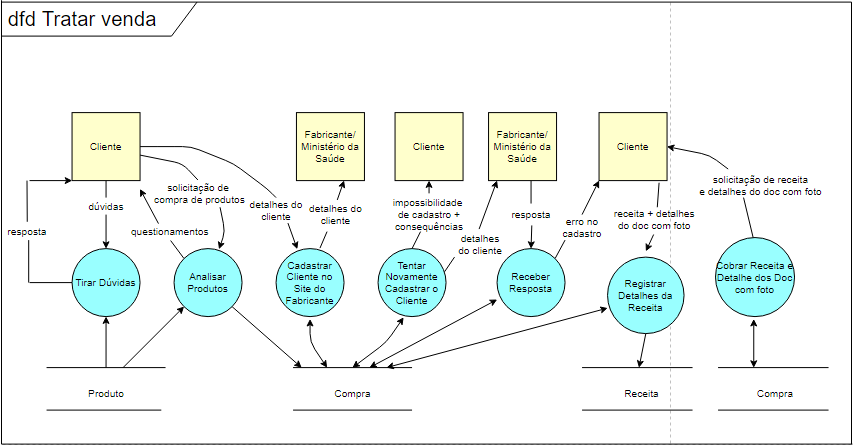 dfd Tratar venda
Cliente
Fabricante/
Ministério da
Saúde
Cliente
Fabricante/
Ministério da
Saúde
Cliente
solicitação de receita
e detalhes do doc com foto
dúvidas
solicitação de
compra de produtos
detalhes do
cliente
detalhes do
cliente
impossibilidade
de cadastro +
consequências
resposta
erro no
cadastro
receita + detalhes
do doc com foto
resposta
questionamentos
detalhes
do cliente
Tirar Dúvidas
Analisar
Produtos
Cadastrar
Cliente no
Site do
Fabricante
Tentar
Novamente
Cadastrar o
Cliente
Receber
Resposta
Registrar
Detalhes da
Receita
Cobrar Receita e
Detalhe dos Doc
com foto
Produto
Compra
Receita
Compra